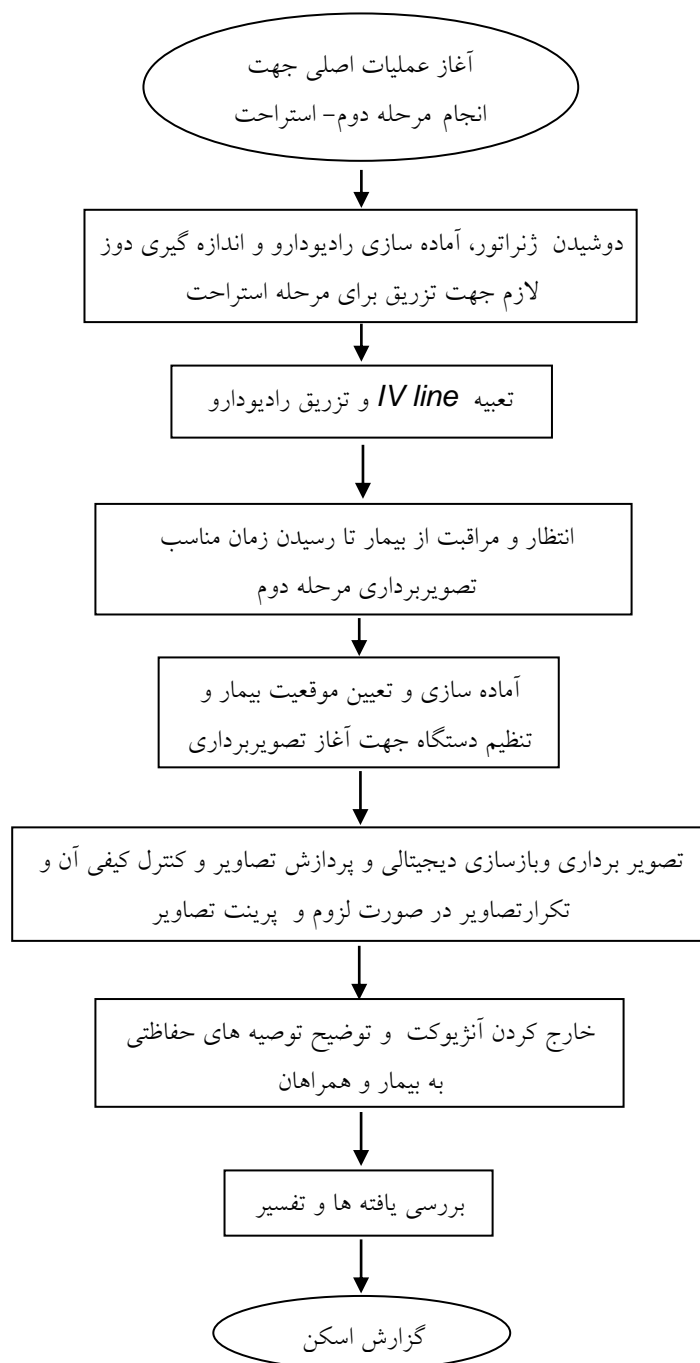 آغاز عملیات اصلی جهت
انجام مرحله دوم– استراحت
دوشیدن ژنراتور، آماده سازی رادیودارو و اندازه گیری دوز
لازم جهت تزریق برای مرحله استراحت
تعبیه IV line و تزریق رادیودارو
انتظار و مراقبت از بیمار تا رسیدن زمان مناسب
تصویربرداری مرحله دوم
آماده سازی و تعیین موقعیت بیمار و
تنظیم دستگاه جهت آغاز تصویربرداری
تصویر برداری وبازسازی دیجیتالی و پردازش تصاویر و کنترل کیفی آن و
تکرارتصاویر در صورت لزوم و پرینت تصاویر
خارج کردن آنژیوکت و توضیح توصیه های حفاظتی
به بیمار و همراهان
بررسی یافته ها و تفسیر
گزارش اسکن